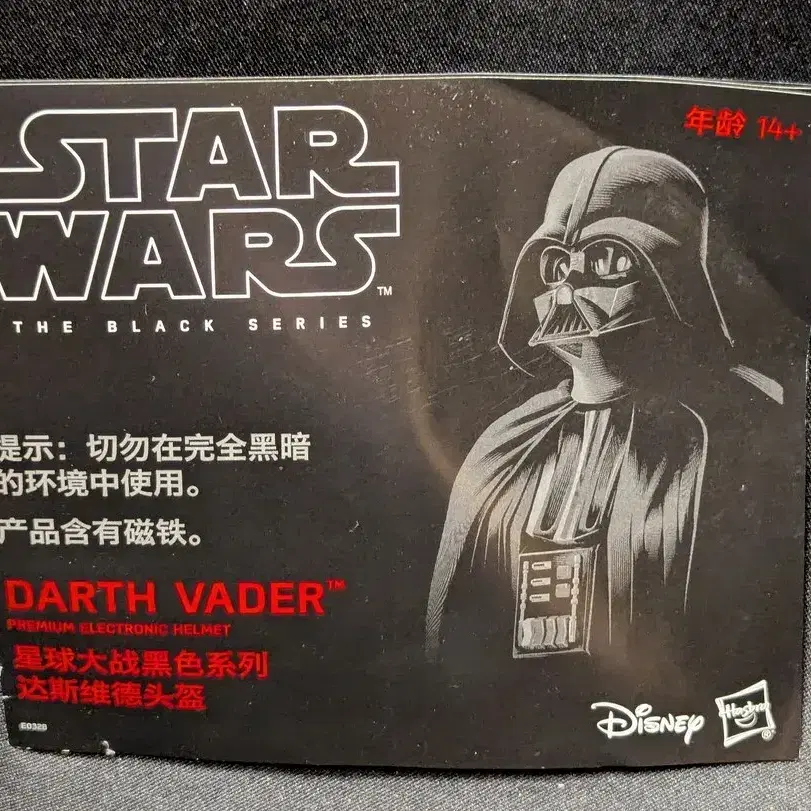 年龄 14+
STAR
WARS™
THE BLACK SERIES
提示：切勿在完全黑暗
的环境中使用。
产品含有磁铁。
DARTH VADER™
PREMIUM ELECTRONIC HELMET
星球大战黑色系列
达斯维德头盔
E0328
Disney
Hasbro®